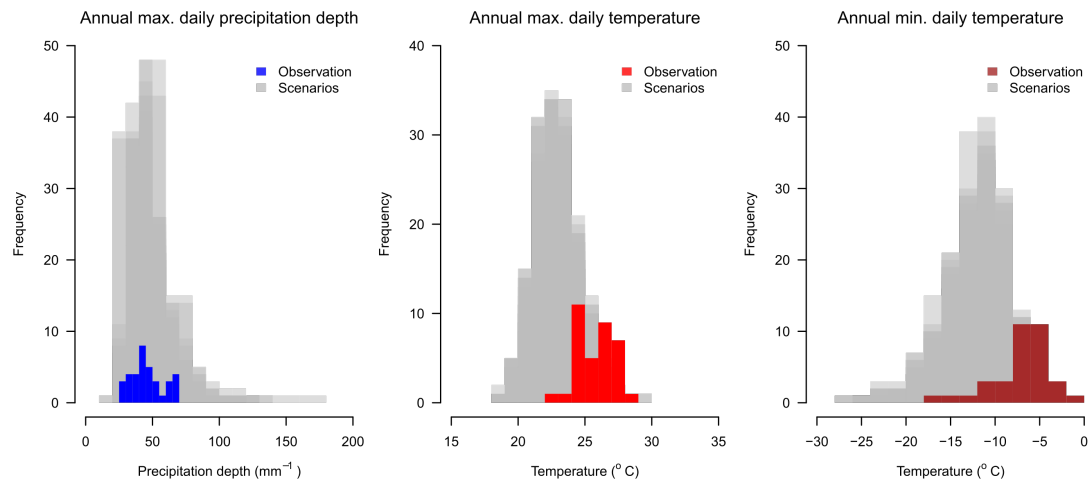 Annual max. daily precipitation depth
50
40
30
20
10
0
Frequency
Observation
Scenarios
0 50 100 150 200
Precipitation depth (mm⁻¹ )
Annual max. daily temperature
40
30
20
10
0
Frequency
Observation
Scenarios
15 20 25 30 35
Temperature (° C)
Annual min. daily temperature
50
40
30
20
10
0
Frequency
Observation
Scenarios
−30 −20 −20 −10 −10 −5 0
Temperature (° C)